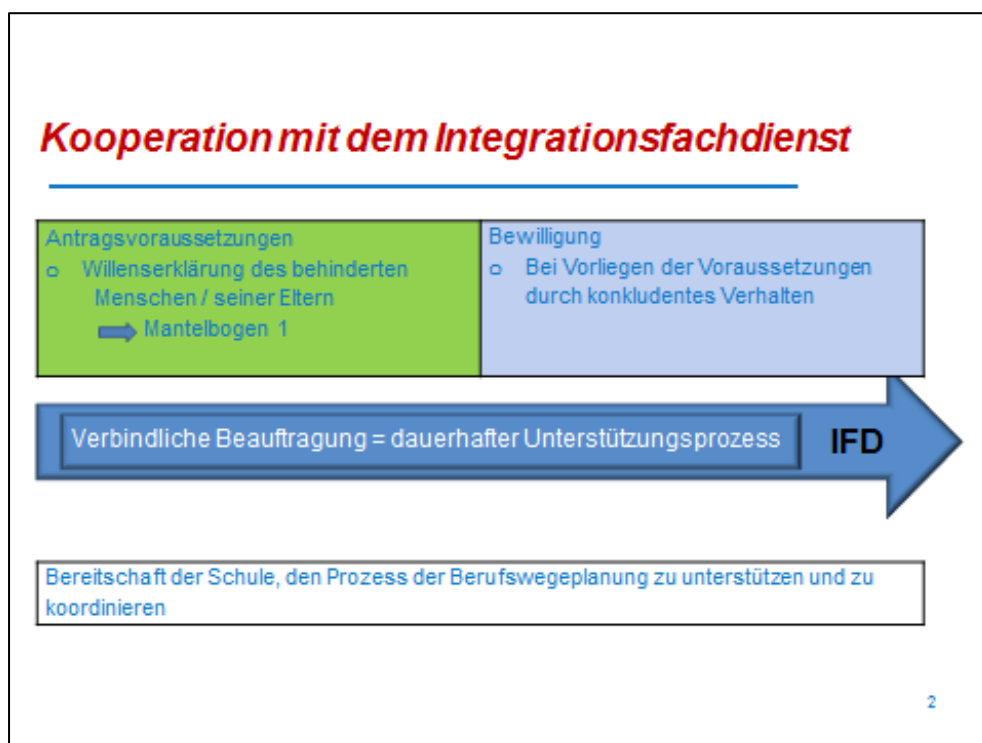 Kooperation mit dem Integrationsfachdienst
Antragsvoraussetzungen
o Willenserklärung des behinderten
Menschen / seiner Eltern
Mantelbogen 1
Bewilligung
o Bei Vorliegen der Voraussetzungen
durch konkludentes Verhalten
Verbindliche Beauftragung = dauerhafter Unterstützungsprozess
IFD
Bereitschaft der Schule, den Prozess der Berufswegeplanung zu unterstützen und zu
koordinieren
2